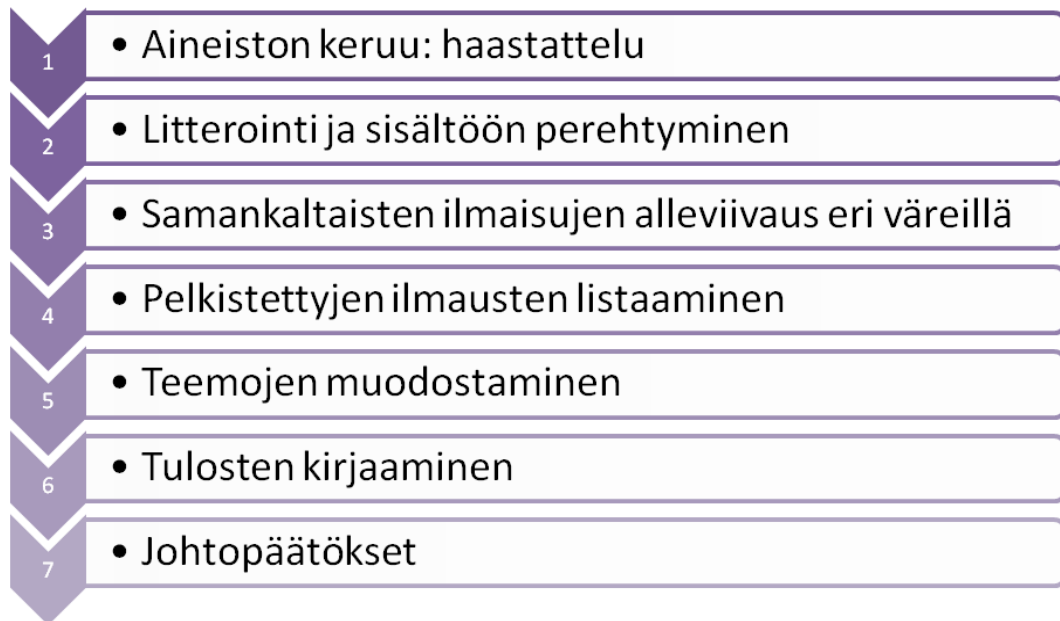 1 • Aineiston keruu: haastattelu
2 • Litterointi ja sisältöön perehtyminen
3 • Samankaltaisten ilmaisujen alleviivaus eri väreillä
4 • Pelkistettyjen ilmausten listaaminen
5 • Teemojen muodostaminen
6 • Tulosten kirjaaminen
7 • Johtopäätökset